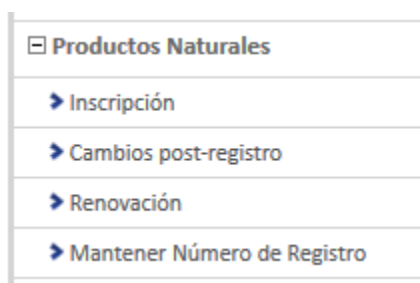 Productos Naturales
Inscripción
Cambios post-registro
Renovación
Mantener Número de Registro